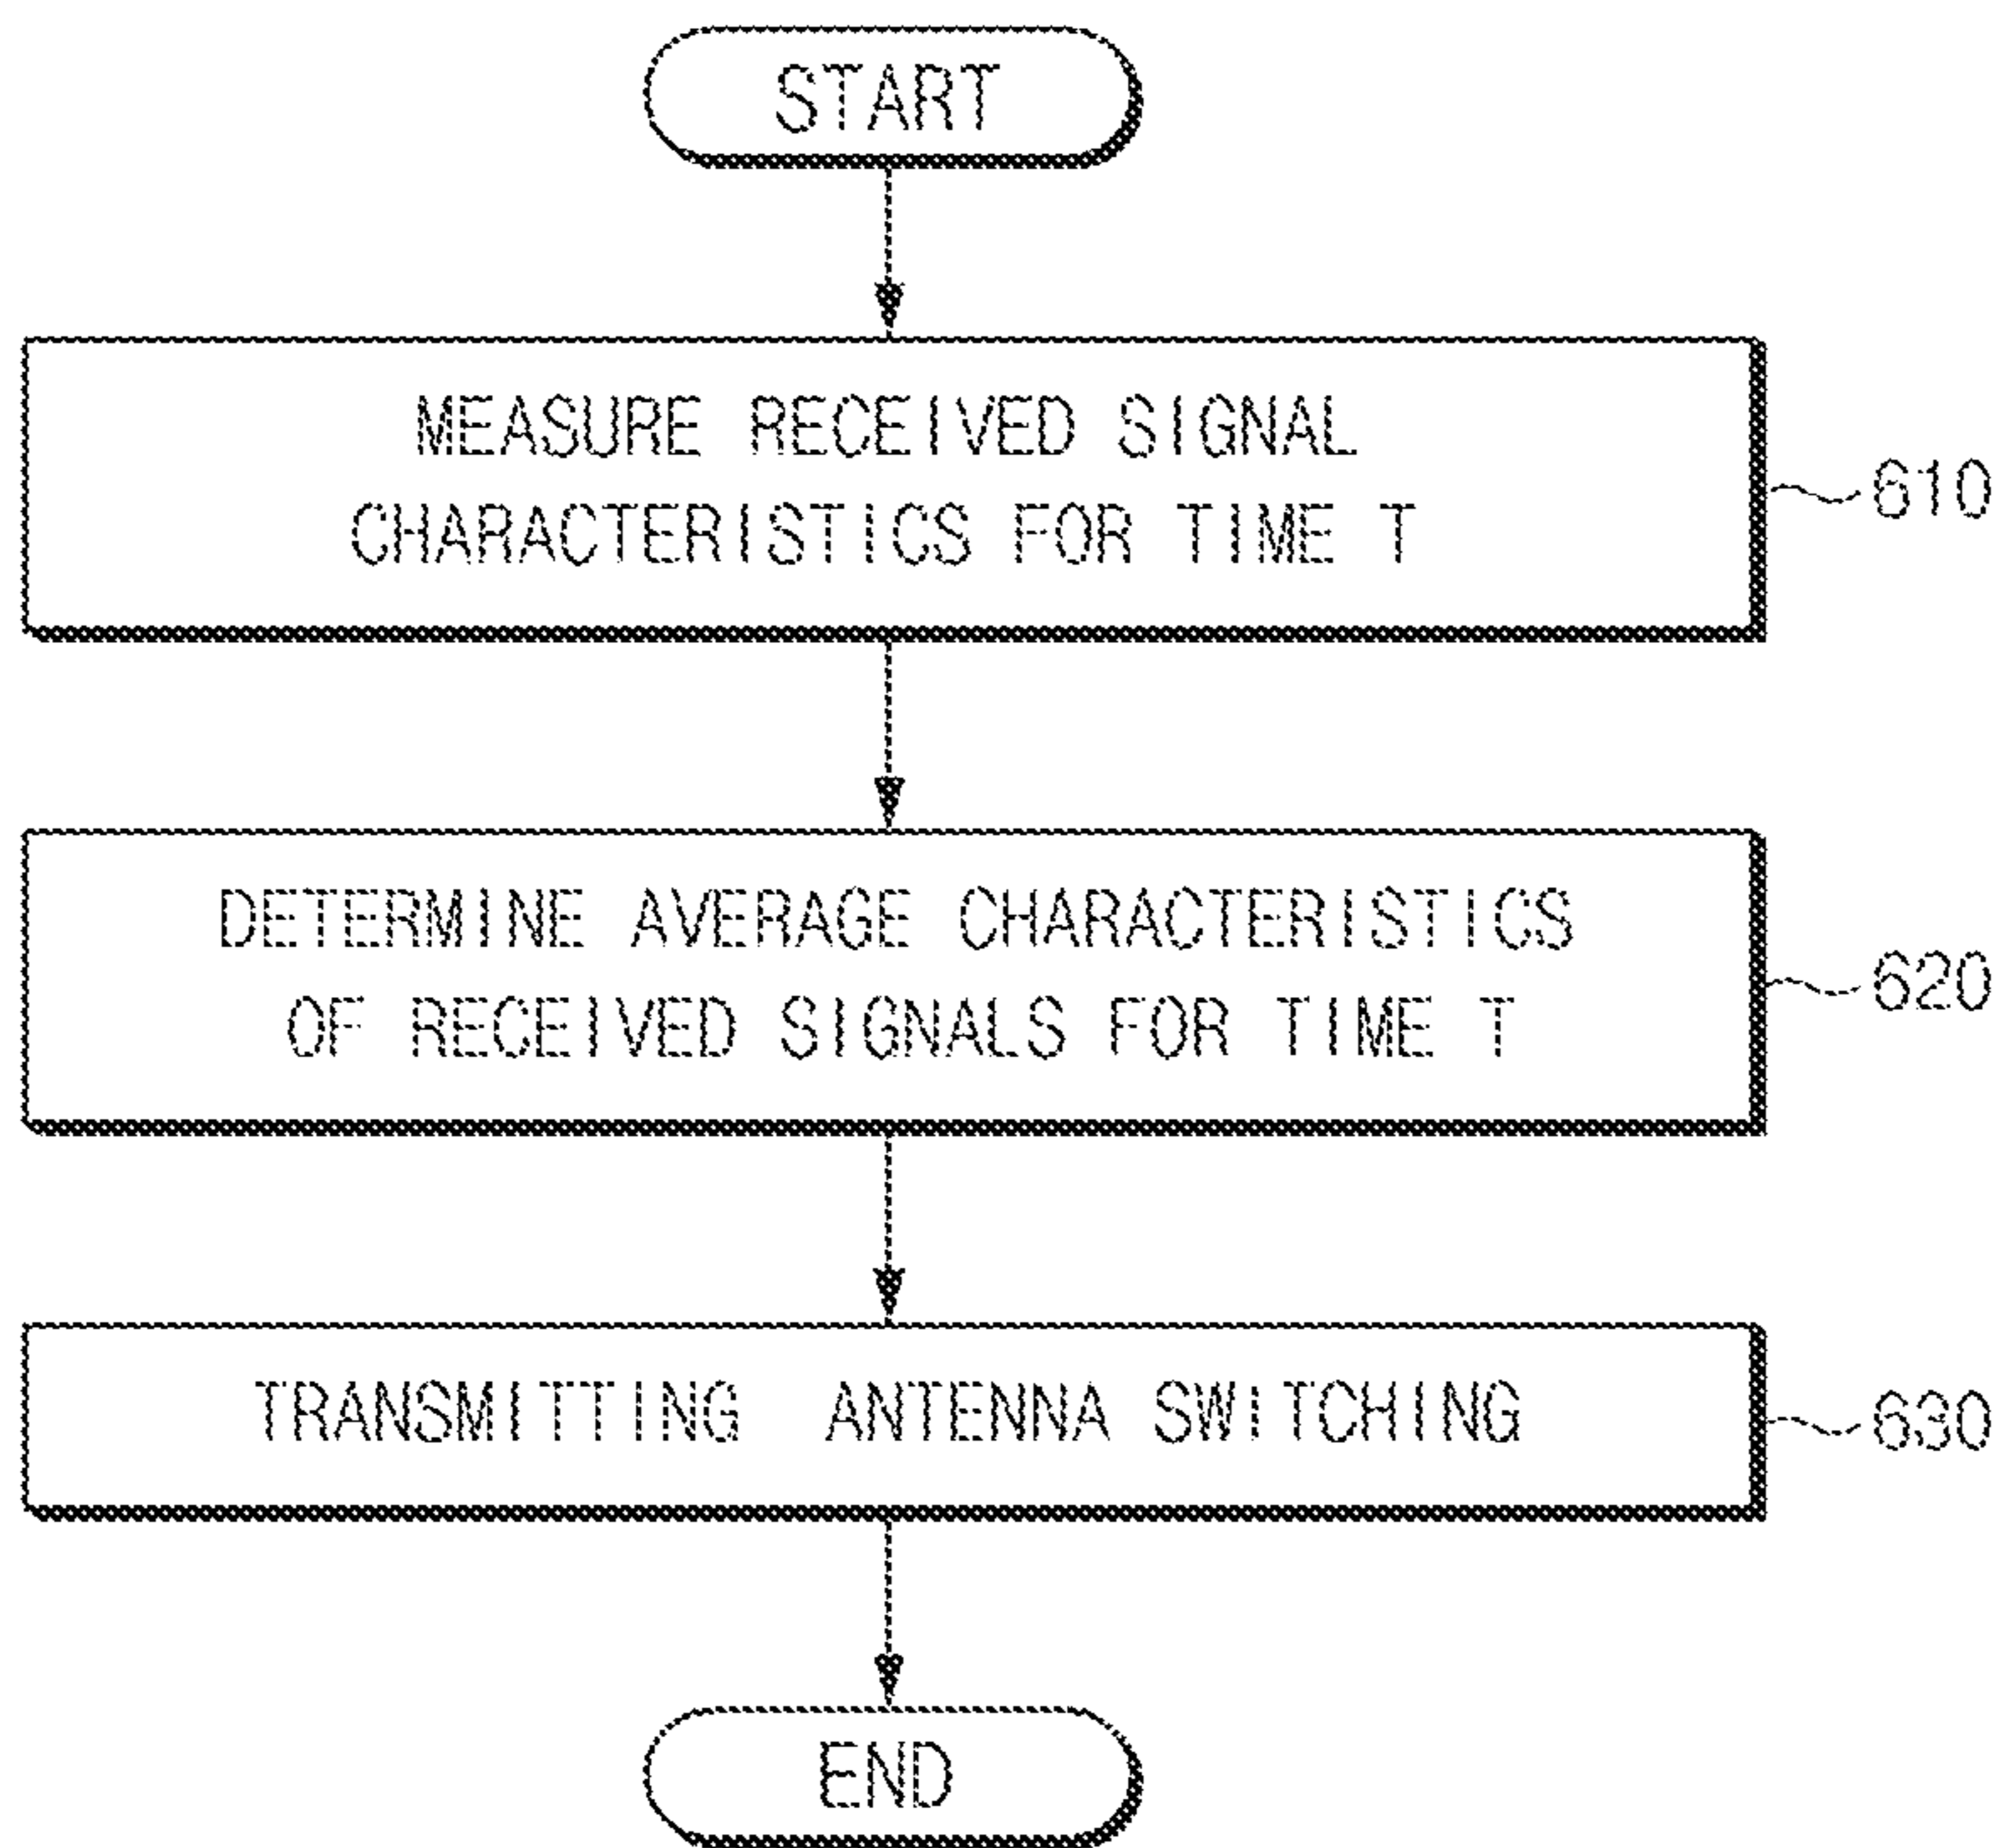 START
MEASURE RECEIVED SIGNAL
CHARACTERISTICS FOR TIME T
610
DETERMINE AVERAGE CHARACTERISTICS
OF RECEIVED SIGNALS FOR TIME T
620
TRANSMITTING ANTENNA SWITCHING
630
END